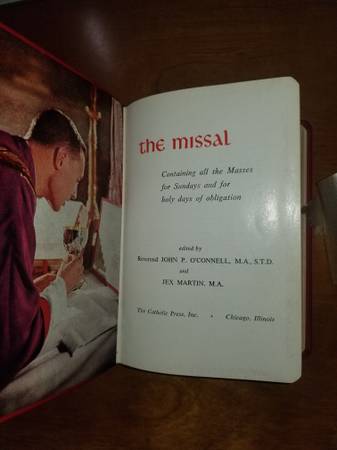 the missal
Containing all the Masses
for Sundays and for
holy days of obligation
edited by
Reverend JOHN P. O'CONNELL, M.A., S.T.D.
and
JEX MARTIN, M.A.
The Catholic Press, Inc. • Chicago, Illinois